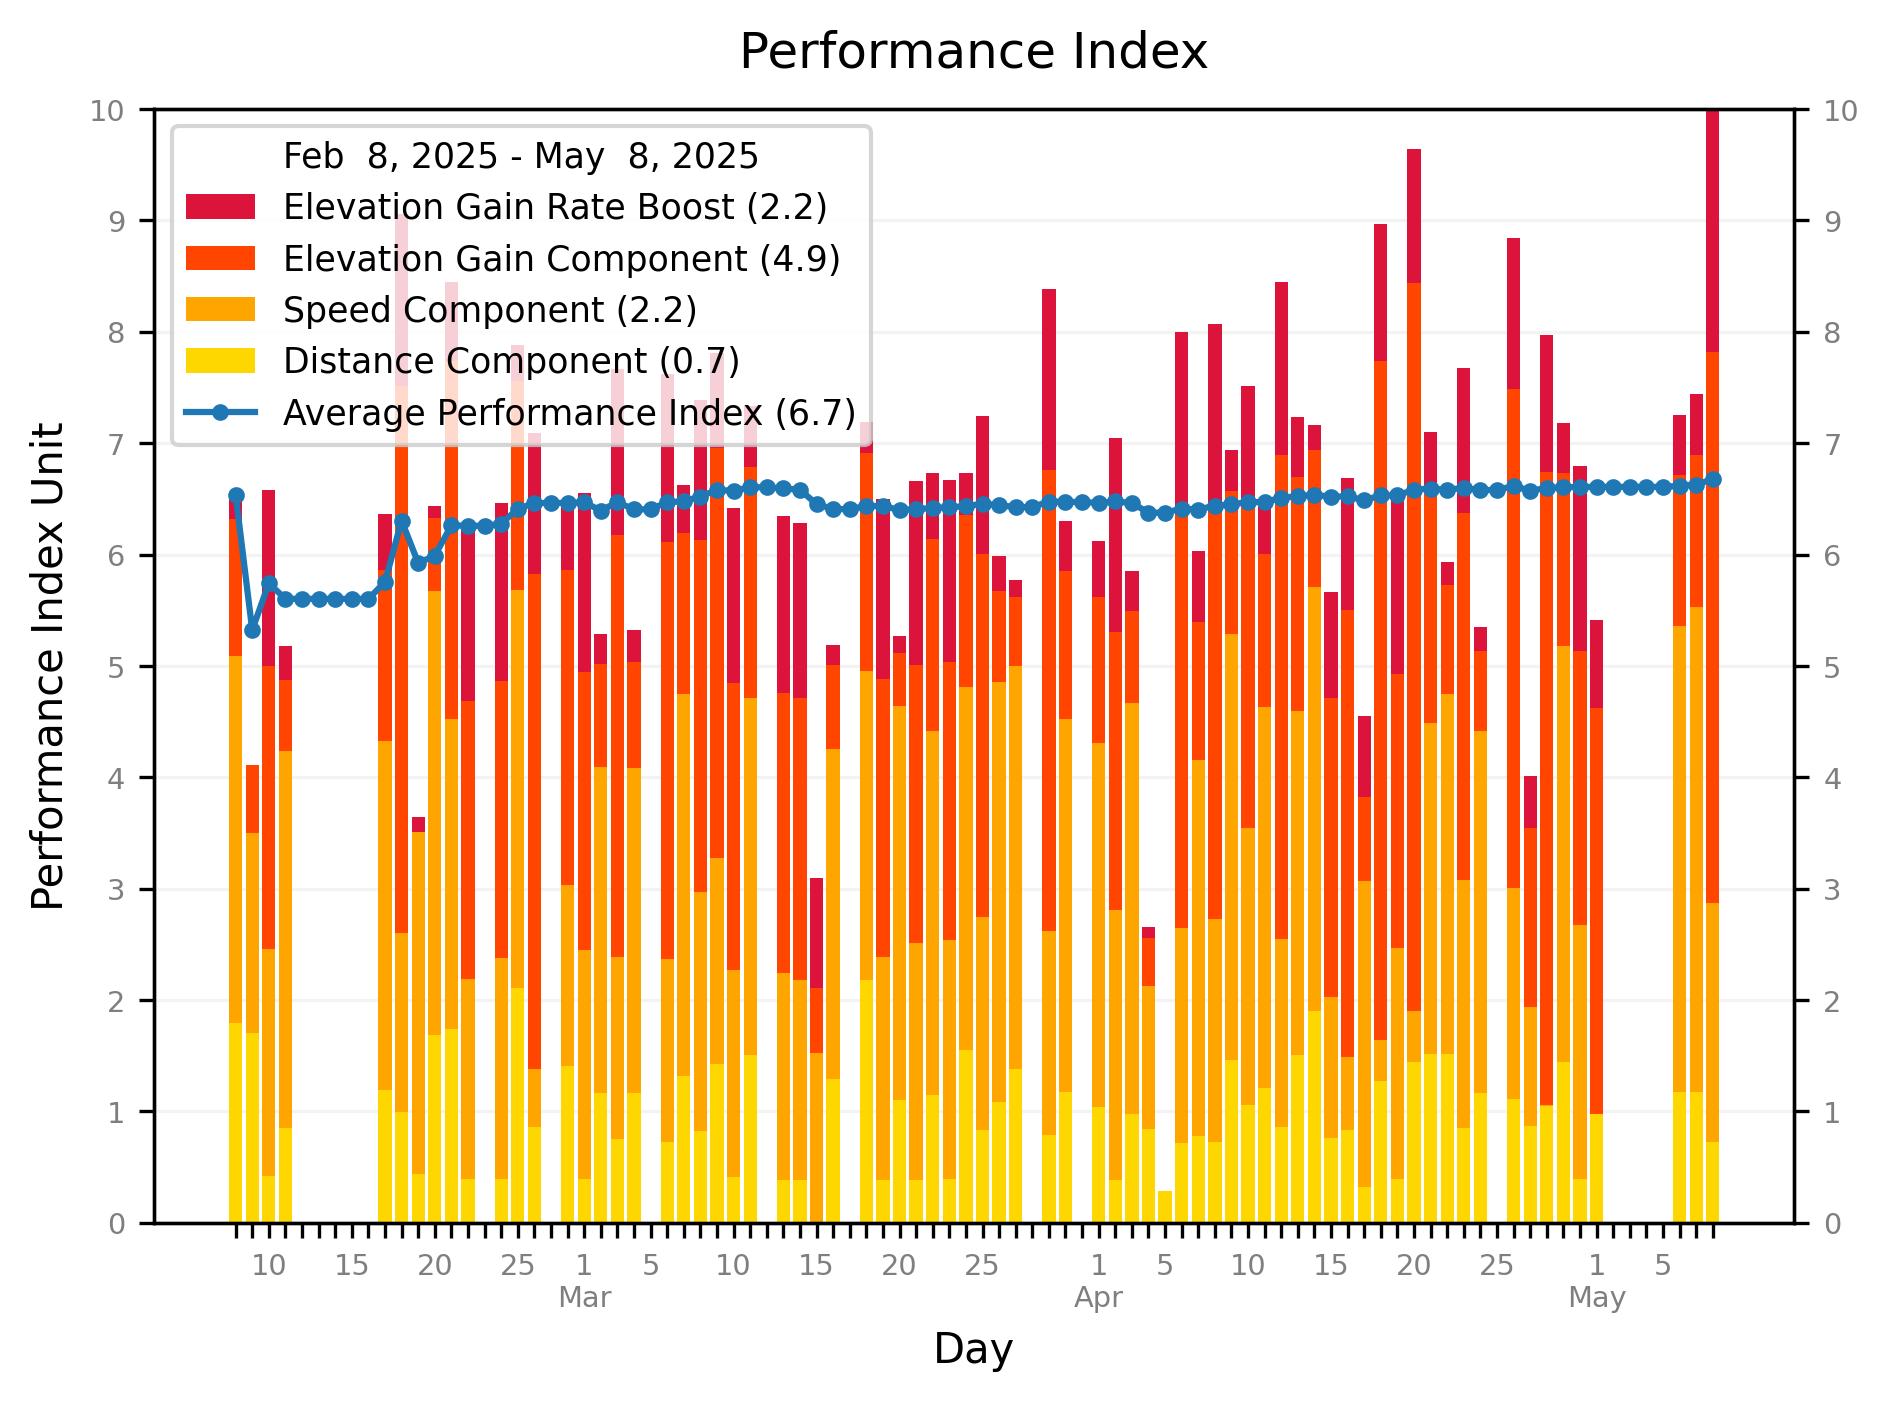 Performance Index
Feb  8, 2025 - May  8, 2025
Elevation Gain Rate Boost (2.2)
Elevation Gain Component (4.9)
Speed Component (2.2)
Distance Component (0.7)
Average Performance Index (6.7)
Performance Index Unit
10 10
9 9
8 8
7 7
6 6
5 5
4 4
3 3
2 2
1 1
0 0
10 15 20 25 1 5 10 15 20 25 1 5 10 15 20 25 1 5
Mar Apr May
Day